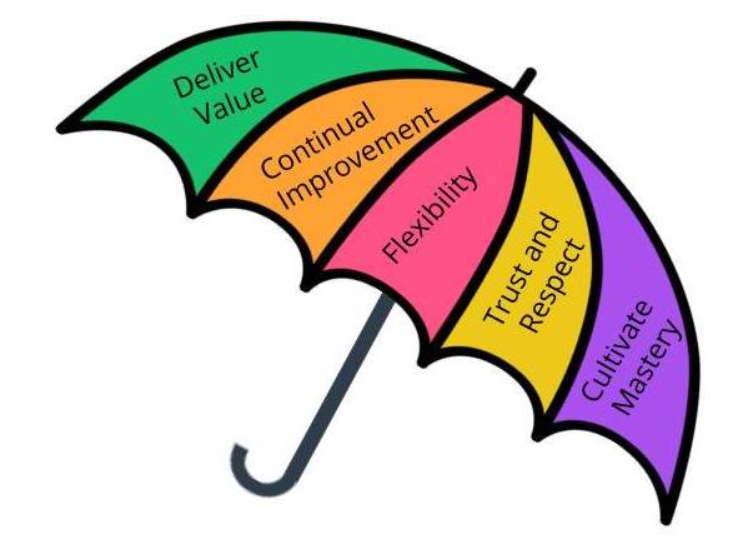 Deliver
Value
Continual
Improvement
Flexibility
Trust and
Respect
Cultivate
Mastery